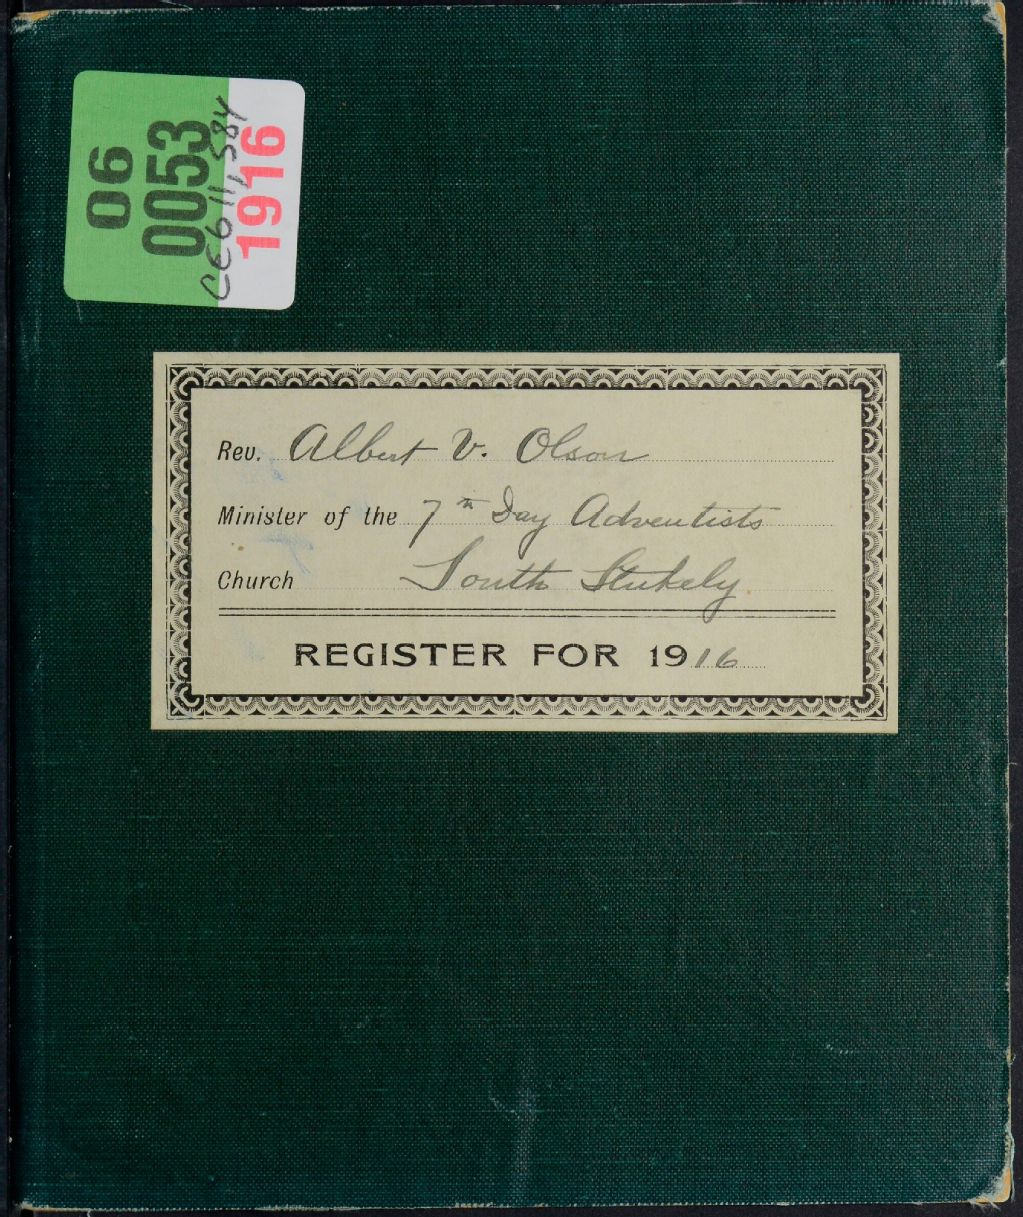 06
0053
CE611, S84
1916
Rev. Albert V. Olson
Minister of the 7th Day Adventists
Church South Stukely
REGISTER FOR 1916